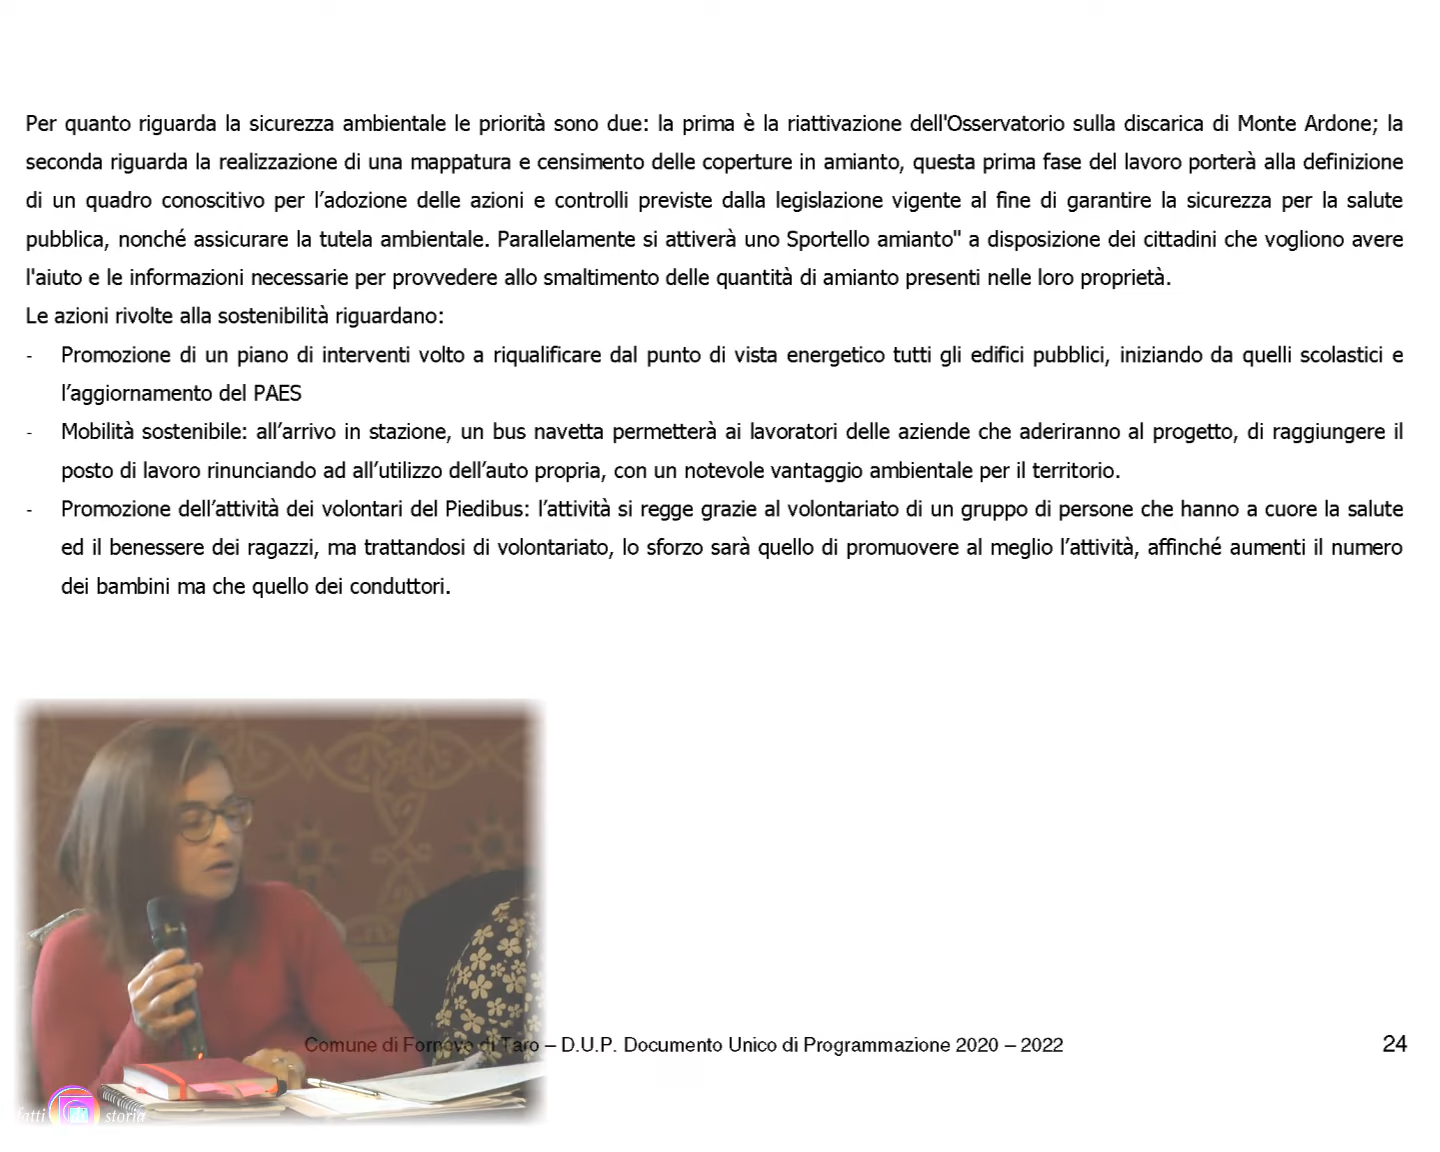 Per quanto riguarda la sicurezza ambientale le priorità sono due: la prima è la riattivazione dell'Osservatorio sulla discarica di Monte Ardone; la
seconda riguarda la realizzazione di una mappatura e censimento delle coperture in amianto, questa prima fase del lavoro porterà alla definizione
di un quadro conoscitivo per l’adozione delle azioni e controlli previste dalla legislazione vigente al fine di garantire la sicurezza per la salute
pubblica, nonché assicurare la tutela ambientale. Parallelamente si attiverà uno Sportello amianto" a disposizione dei cittadini che vogliono avere
l'aiuto e le informazioni necessarie per provvedere allo smaltimento delle quantità di amianto presenti nelle loro proprietà.
Le azioni rivolte alla sostenibilità riguardano:
- Promozione di un piano di interventi volto a riqualificare dal punto di vista energetico tutti gli edifici pubblici, iniziando da quelli scolastici e
l’aggiornamento del PAES
- Mobilità sostenibile: all’arrivo in stazione, un bus navetta permetterà ai lavoratori delle aziende che aderiranno al progetto, di raggiungere il
posto di lavoro rinunciando ad all’utilizzo dell’auto propria, con un notevole vantaggio ambientale per il territorio.
- Promozione dell’attività dei volontari del Piedibus: l’attività si regge grazie al volontariato di un gruppo di persone che hanno a cuore la salute
ed il benessere dei ragazzi, ma trattandosi di volontariato, lo sforzo sarà quello di promuovere al meglio l’attività, affinché aumenti il numero
dei bambini ma che quello dei conduttori.
Comune di Fornovo di Taro – D.U.P. Documento Unico di Programmazione 2020 – 2022 24
fatti di storia